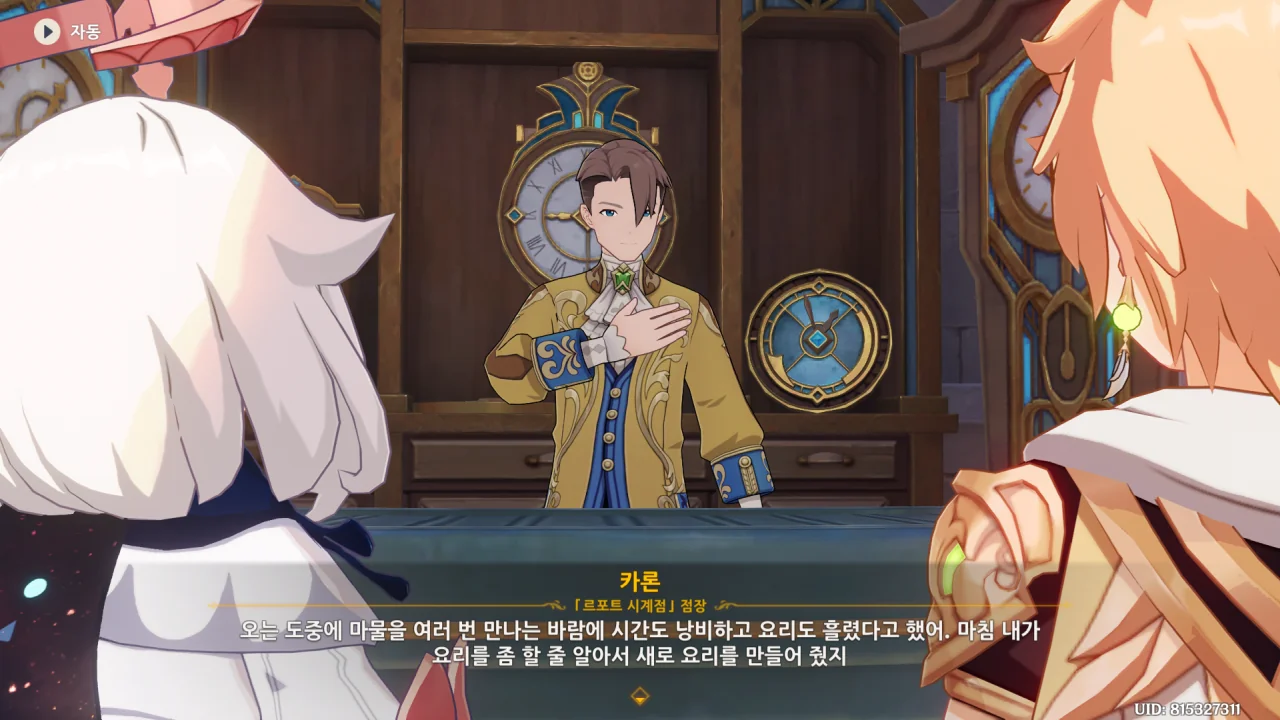 자동
카론
「르포트 시계점」 점장
오는 도중에 마물을 여러 번 만나는 바람에 시간도 낭비하고 요리도 흘렸다고 했어. 마침 내가
요리를 좀 할 줄 알아서 새로 요리를 만들어 줬지
UID: 815327311